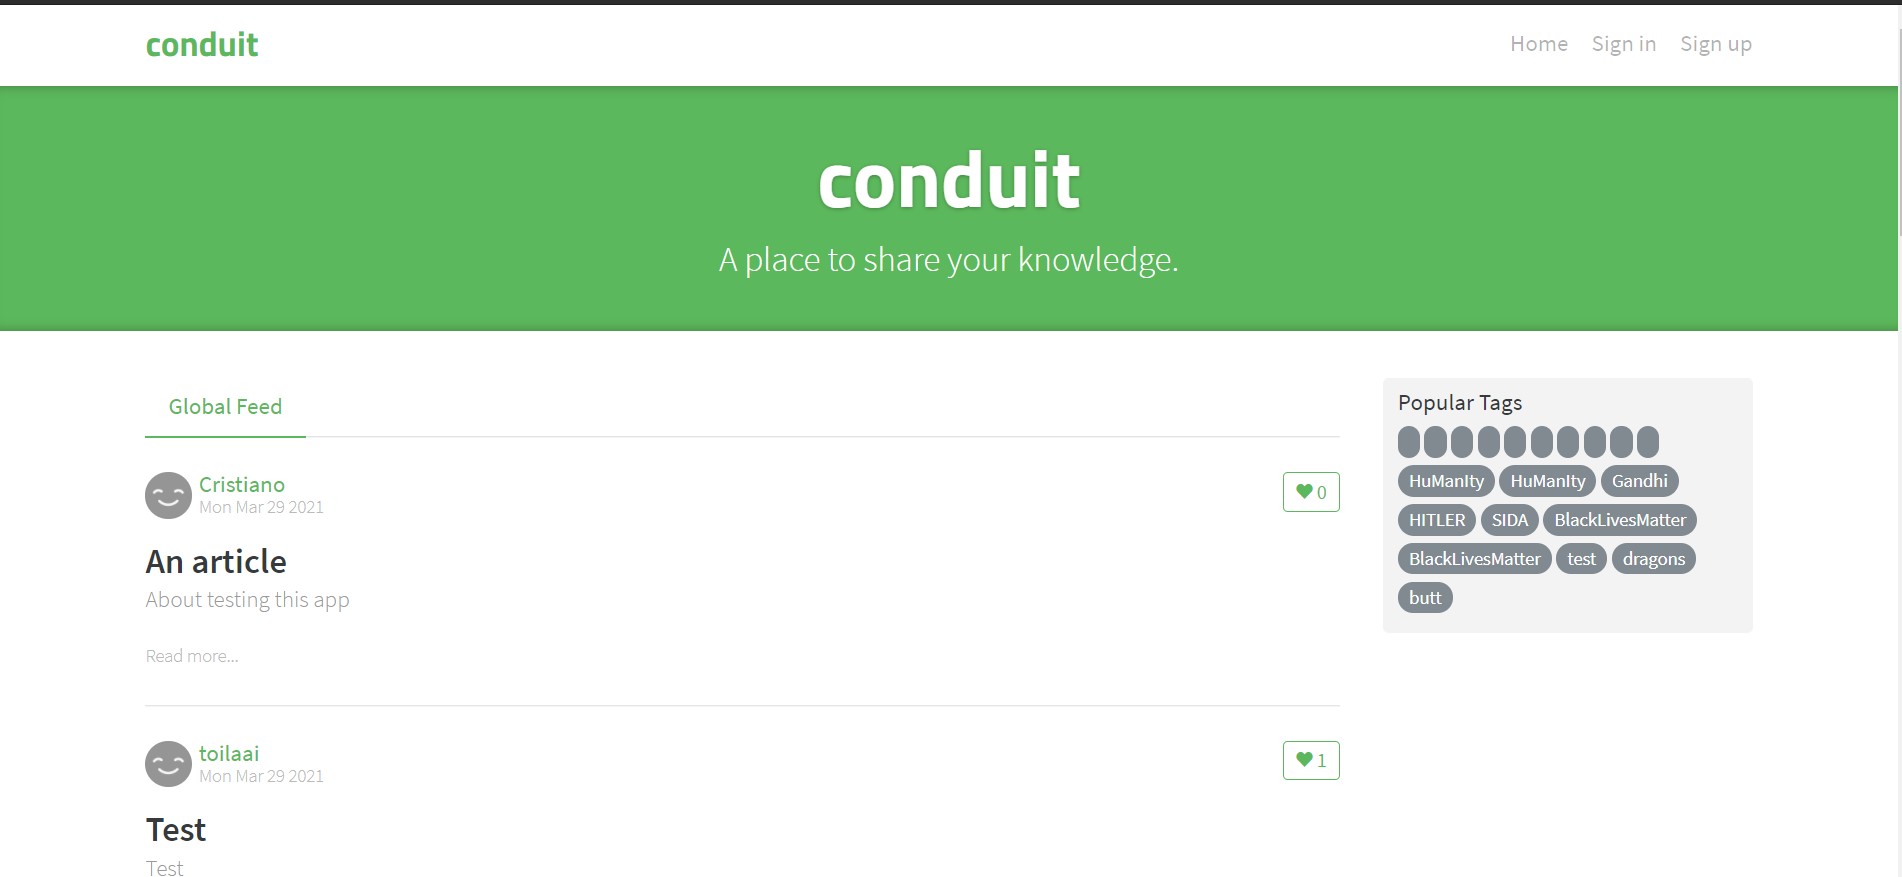 conduit
Home Sign in Sign up
conduit
A place to share your knowledge.
Global Feed
Popular Tags
HuManIty HuManIty Gandhi
HITLER SIDA BlackLivesMatter
BlackLivesMatter test dragons
butt
Cristiano
Mon Mar 29 2021
0
An article
About testing this app
Read more...
toilaai
Mon Mar 29 2021
1
Test
Test